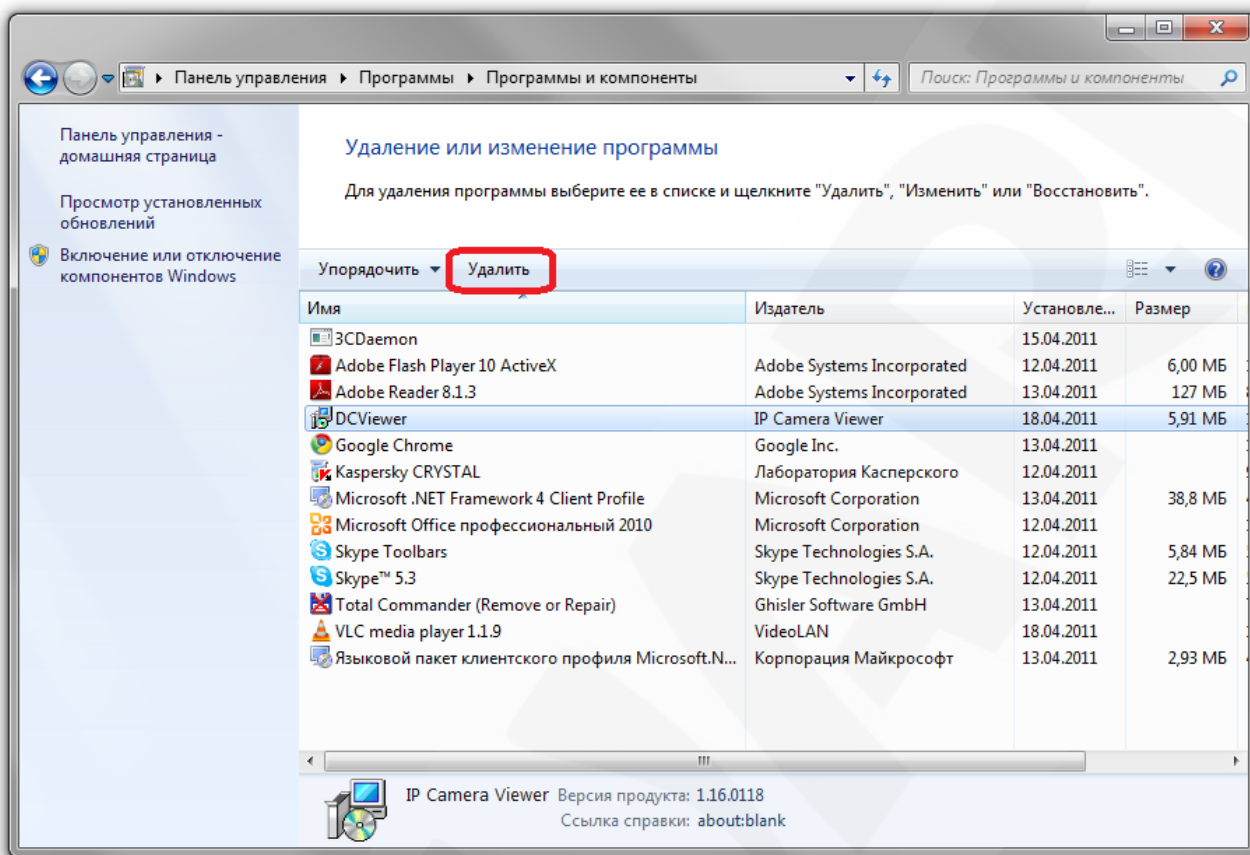 Панель управления ▸ Программы ▸ Программы и компоненты
Поиск: Программы и компоненты
Панель управления -
домашняя страница
Просмотр установленных
обновлений
Включение или отключение
компонентов Windows
Удаление или изменение программы
Для удаления программы выберите ее в списке и щелкните "Удалить", "Изменить" или "Восстановить".
Упорядочить Удалить
Имя Издатель Установле... Размер
3CDaemon 15.04.2011
Adobe Flash Player 10 ActiveX Adobe Systems Incorporated 12.04.2011 6,00 МБ
Adobe Reader 8.1.3 Adobe Systems Incorporated 13.04.2011 127 МБ
DCViewer IP Camera Viewer 18.04.2011 5,91 МБ
Google Chrome Google Inc. 13.04.2011
Kaspersky CRYSTAL Лаборатория Касперского 12.04.2011
Microsoft .NET Framework 4 Client Profile Microsoft Corporation 13.04.2011 38,8 МБ
Microsoft Office профессиональный 2010 Microsoft Corporation 12.04.2011
Skype Toolbars Skype Technologies S.A. 12.04.2011 5,84 МБ
Skype™ 5.3 Skype Technologies S.A. 12.04.2011 22,5 МБ
Total Commander (Remove or Repair) Ghisler Software GmbH 13.04.2011
VLC media player 1.1.9 VideoLAN 18.04.2011
Языковой пакет клиентского профиля Microsoft.N... Корпорация Майкрософт 13.04.2011 2,93 МБ
IP Camera Viewer Версия продукта: 1.16.0118
Ссылка справки: about:blank